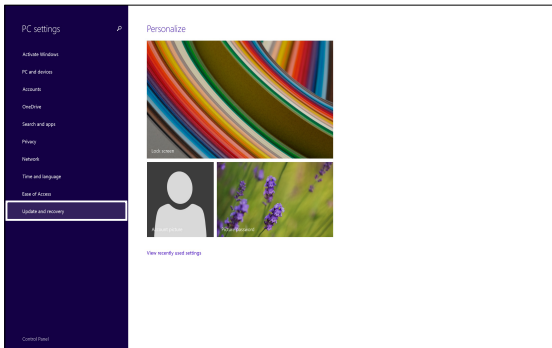 PC settings
Activate Windows
PC and devices
Accounts
OneDrive
Search and apps
Privacy
Network
Time and language
Ease of Access
Update and recovery
Control Panel
Personalize
Lock screen
Account picture
Picture password
View recently used settings